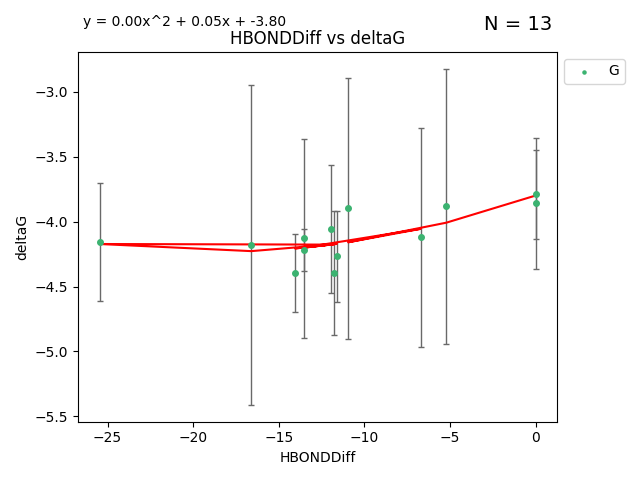 y = 0.00x^2 + 0.05x + -3.80
N = 13
HBONDDiff vs deltaG
G
−3.0
−3.5
−4.0
−4.5
−5.0
−5.5
deltaG
−25
−20
−15
−10
−5
0
HBONDDiff